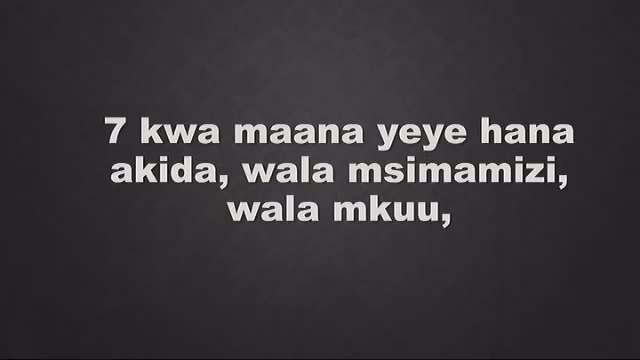 7 kwa maana yeye hana
akida, wala msimamizi,
wala mkuu,